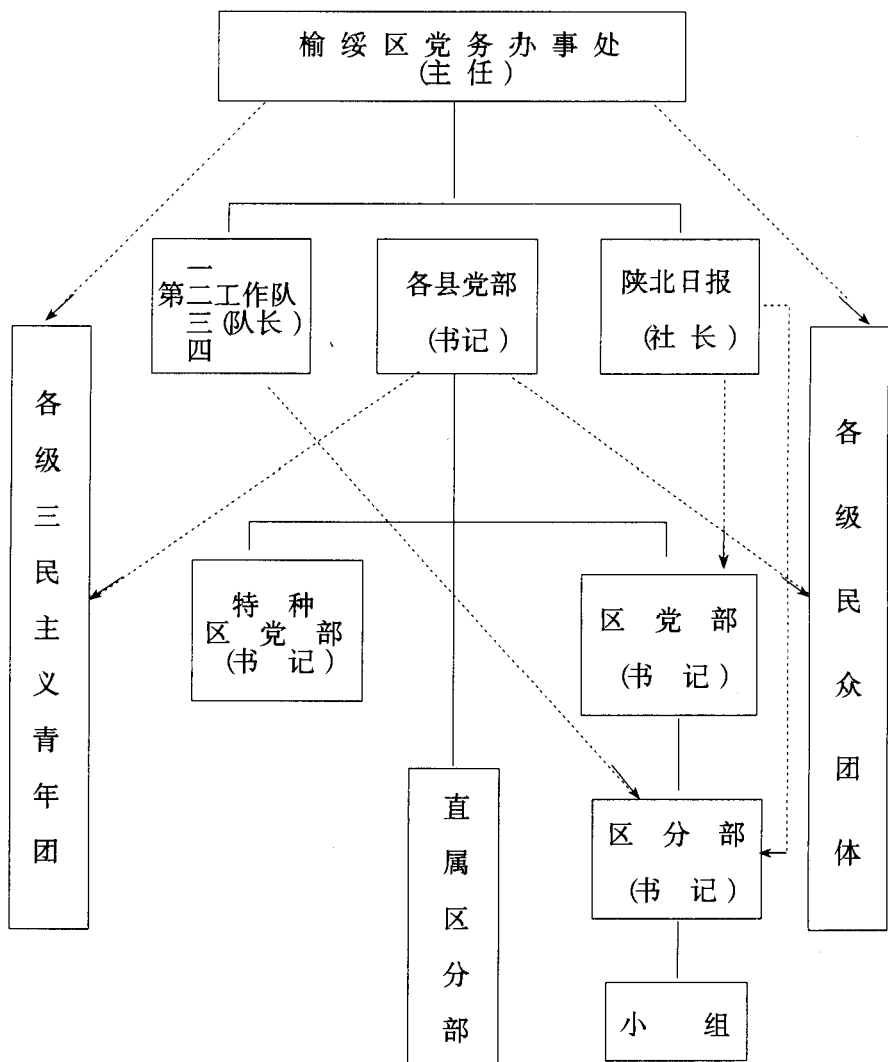 榆绥区党务办事处
(主任)
第一二三四工作队
(队长)
各县党部
(书记)
陕北日报
(社长)
各级三民主义青年团
各级民众团体
特种
区党部
(书记)
区党部
(书记)
直属区分部
区分部
(书记)
小组